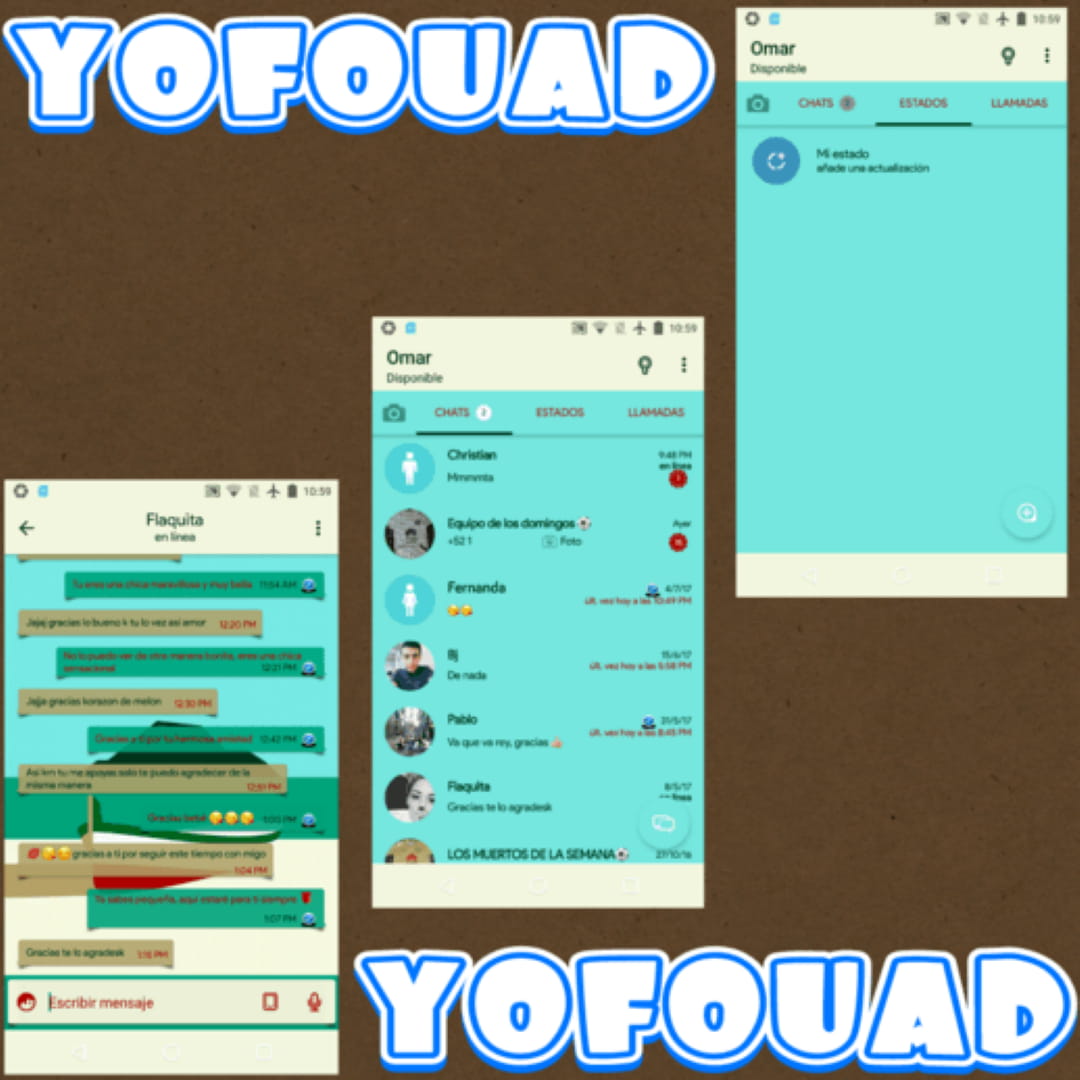 YOFOUAD
10:59
Omar
Disponible
CHATS
ESTADOS
LLAMADAS
Mi estado
añade una actualización
10:59
Omar
Disponible
CHATS 2
ESTADOS
LLAMADAS
Christian
9:48 PM
en línea
Mmmmta
Equipo de los domingos⚽
Ayer
+52 1
Foto
Fernanda
4/7/17
últ. vez hoy a las 10:49 PM
Bj
15/6/17
últ. vez hoy a las 5:58 PM
De nada
Pablo
31/5/17
últ. vez hoy a las 8:45 PM
Va que va rey, gracias
Flaquita
8/5/17
Gracias te lo agradesk
LOS MUERTOS DE LA SEMANA⚽
27/10/16
10:59
Flaquita
en línea
Tu eres una chica maravillosa y muy bella 11:54 AM
Jajaj gracias lo bueno k tu lo vez asi amor 12:20 PM
No lo puedo ver de otra manera bonita, eres una chica
sensacional 12:21 PM
Jajja gracias korazon de melon 12:30 PM
Gracias a ti por tu hermosa amistad 12:42 PM
Asi km tu me apoyas solo te puedo agradecer de la
misma manera 12:51 PM
Gracias bebé 😘😘😘 1:00 PM
gracias a ti por seguir este tiempo con migo
1:04 PM
Tu sabes pequeña, aquí estaré para ti siempre 🌹
1:07 PM
Gracias te lo agradesk 1:18 PM
Escribir mensaje
YOFOUAD